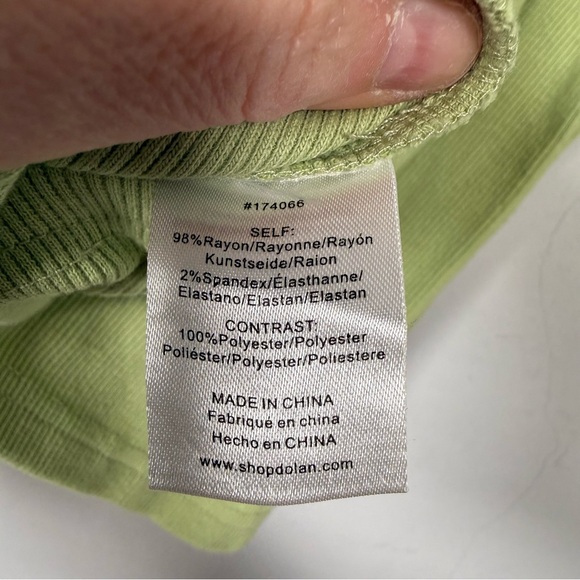 #174066
SELF:
98%Rayon/Rayonne/Rayón
Kunstseide/Raion
2%Spandex/Élasthanne/
Elastano/Elastan/Elastan
CONTRAST:
100%Polyester/Polyester
Poliéster/Polyester/Poliestere
MADE IN CHINA
Fabriqué en china
Hecho en CHINA
www.shopdolan.com